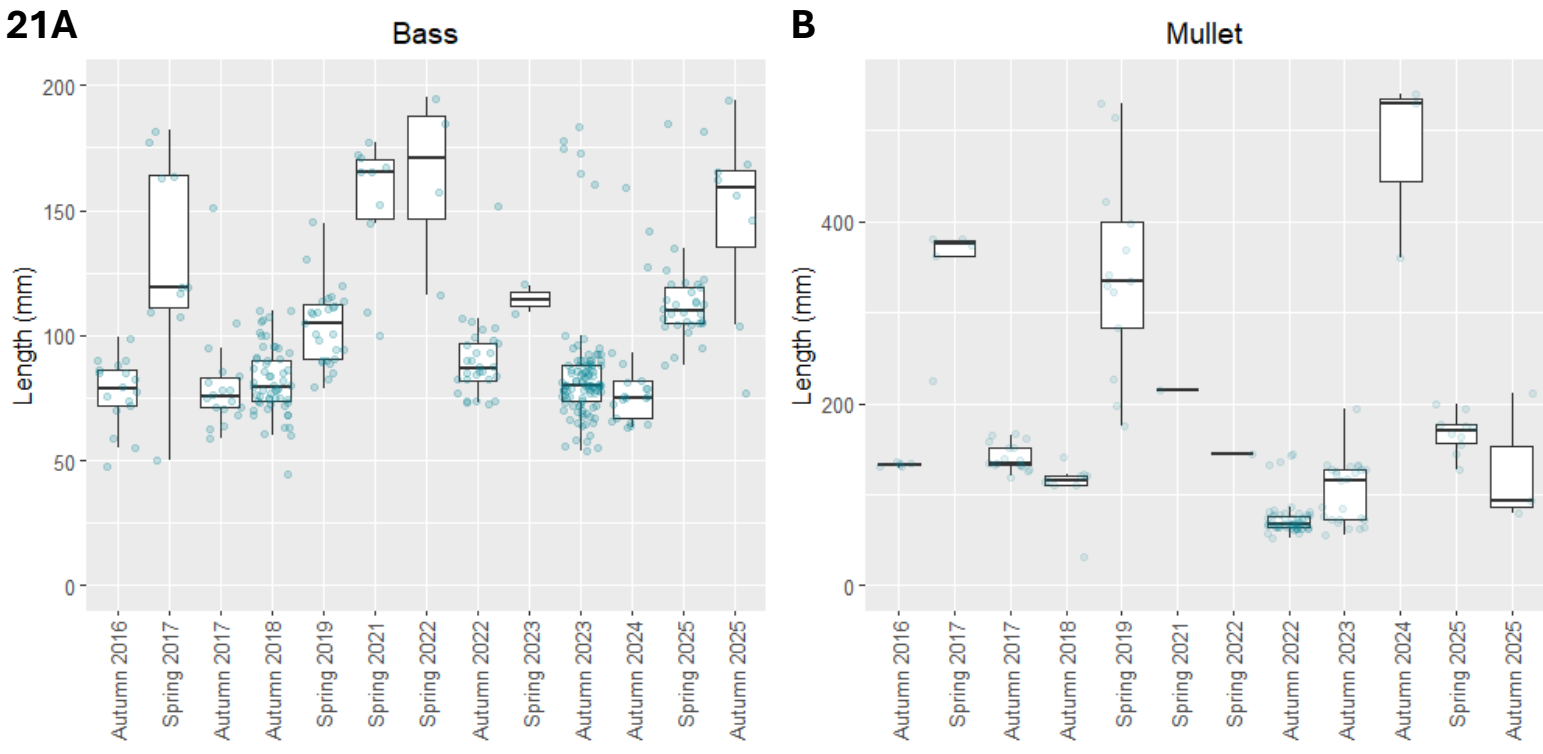 21A
Bass
Length (mm)
200
150
100
50
0
Autumn 2016
Spring 2017
Autumn 2017
Autumn 2018
Spring 2019
Spring 2021
Spring 2022
Autumn 2022
Spring 2023
Autumn 2023
Autumn 2024
Spring 2025
Autumn 2025
B
Mullet
Length (mm)
400
200
0
Autumn 2016
Spring 2017
Autumn 2017
Autumn 2018
Spring 2019
Spring 2021
Spring 2022
Autumn 2022
Autumn 2023
Autumn 2024
Spring 2025
Autumn 2025